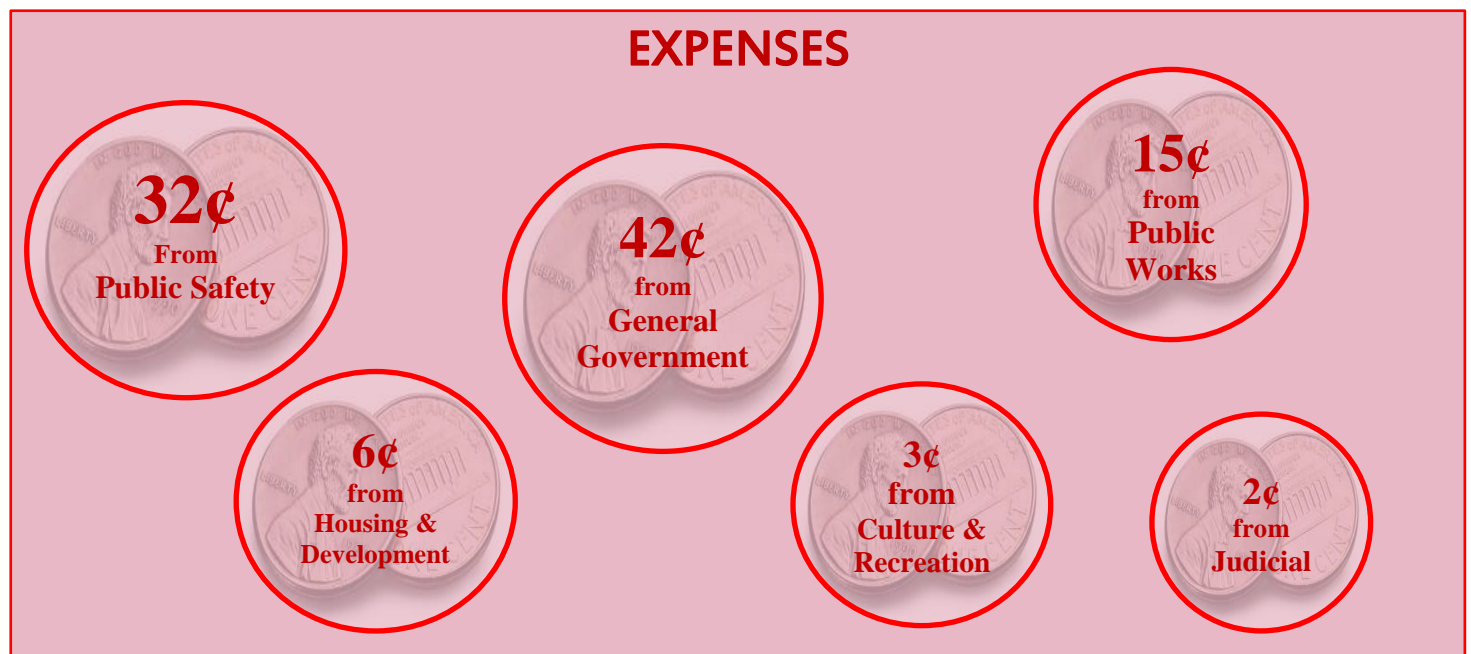 EXPENSES
32¢
From
Public Safety
42¢
from
General
Government
15¢
from
Public
Works
6¢
from
Housing &
Development
3¢
from
Culture &
Recreation
2¢
from
Judicial